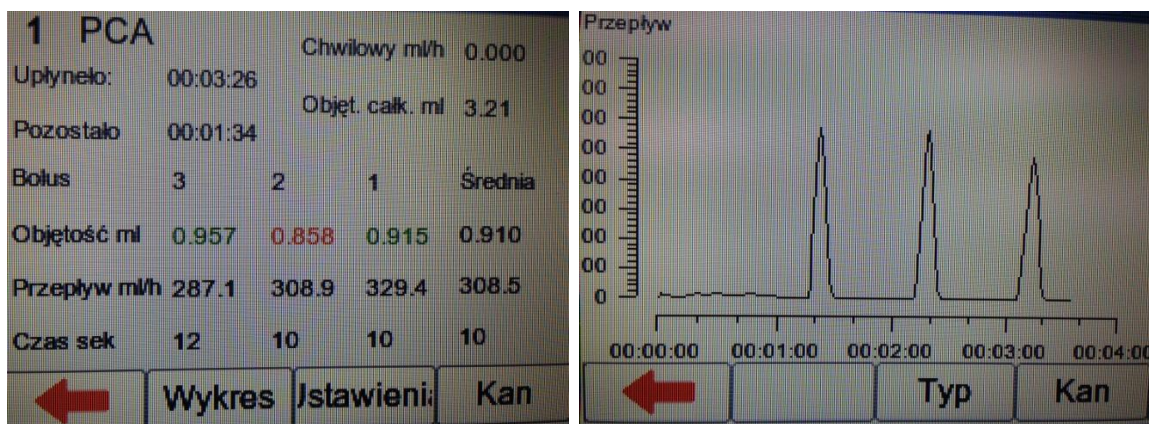 1 PCA
Chwilowy ml/h 0.000
Upłyneło: 00:03:26
Objęt. całk. ml 3.21
Pozostało 00:01:34
Bolus 3 2 1 Średnia
Objętość ml 0.957 0.858 0.915 0.910
Przepływ ml/h 287.1 308.9 329.4 308.5
Czas sek 12 10 10 10
Wykres Jstawieni Kan
Przepływ
00
00
00
00
00
00
00
00
0
00:00:00 00:01:00 00:02:00 00:03:00 00:04:00
Typ Kan